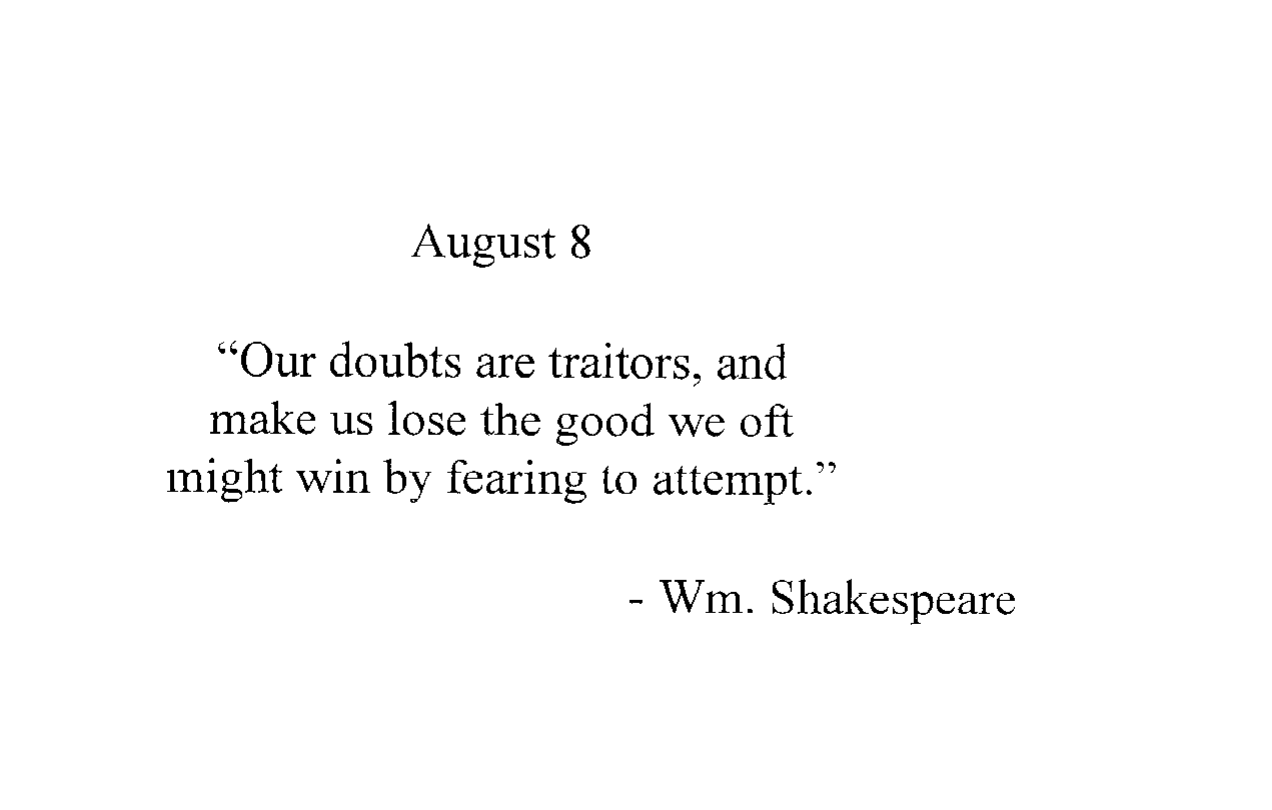 August 8
“Our doubts are traitors, and
make us lose the good we oft
might win by fearing to attempt.”
- Wm. Shakespeare